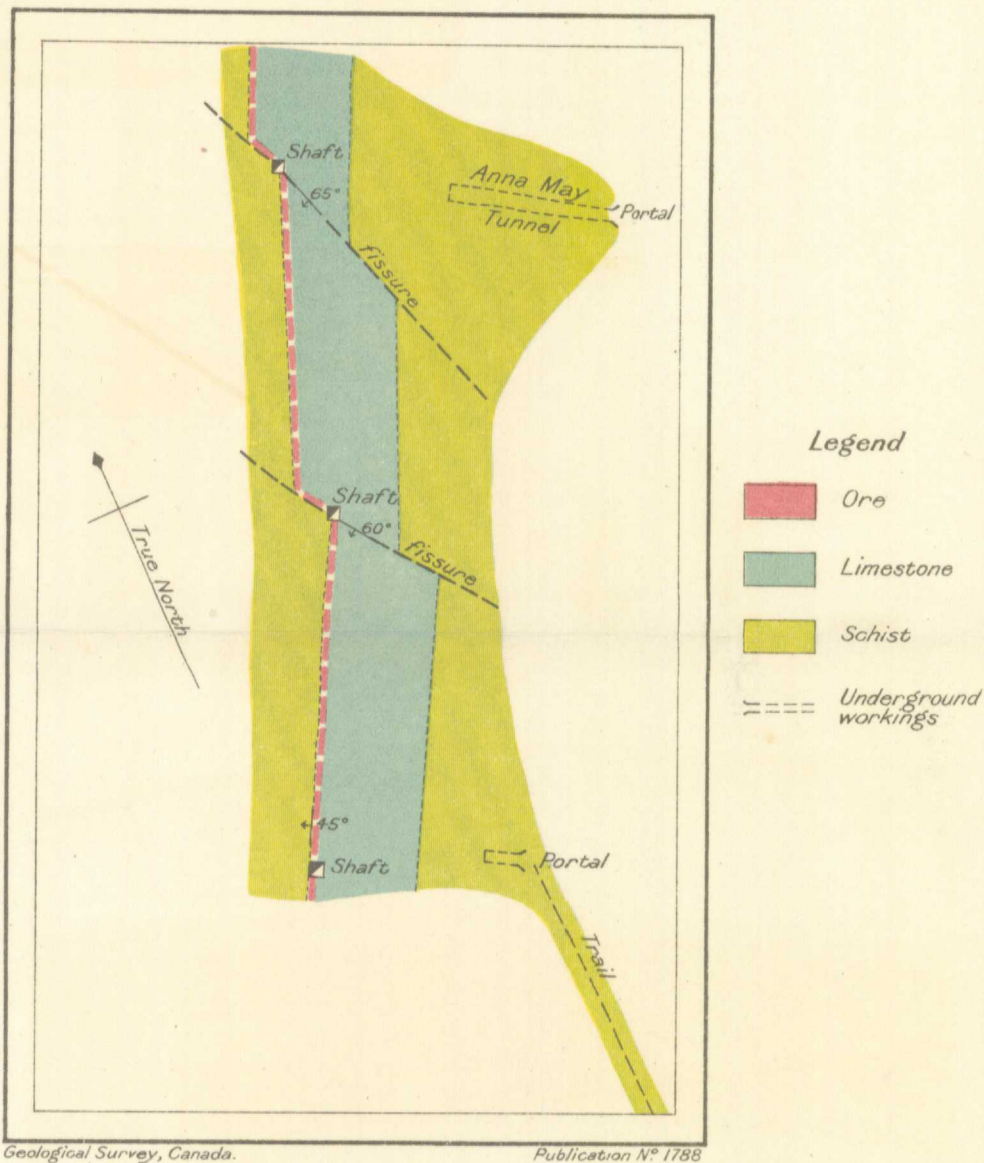 Shaft
65°
Anna May
Tunnel
Portal
fissure
Shaft
60°
fissure
True North
45°
Shaft
Portal
Trail
Legend
Ore
Limestone
Schist
Underground
workings
Geological Survey, Canada.
Publication Nº 1788